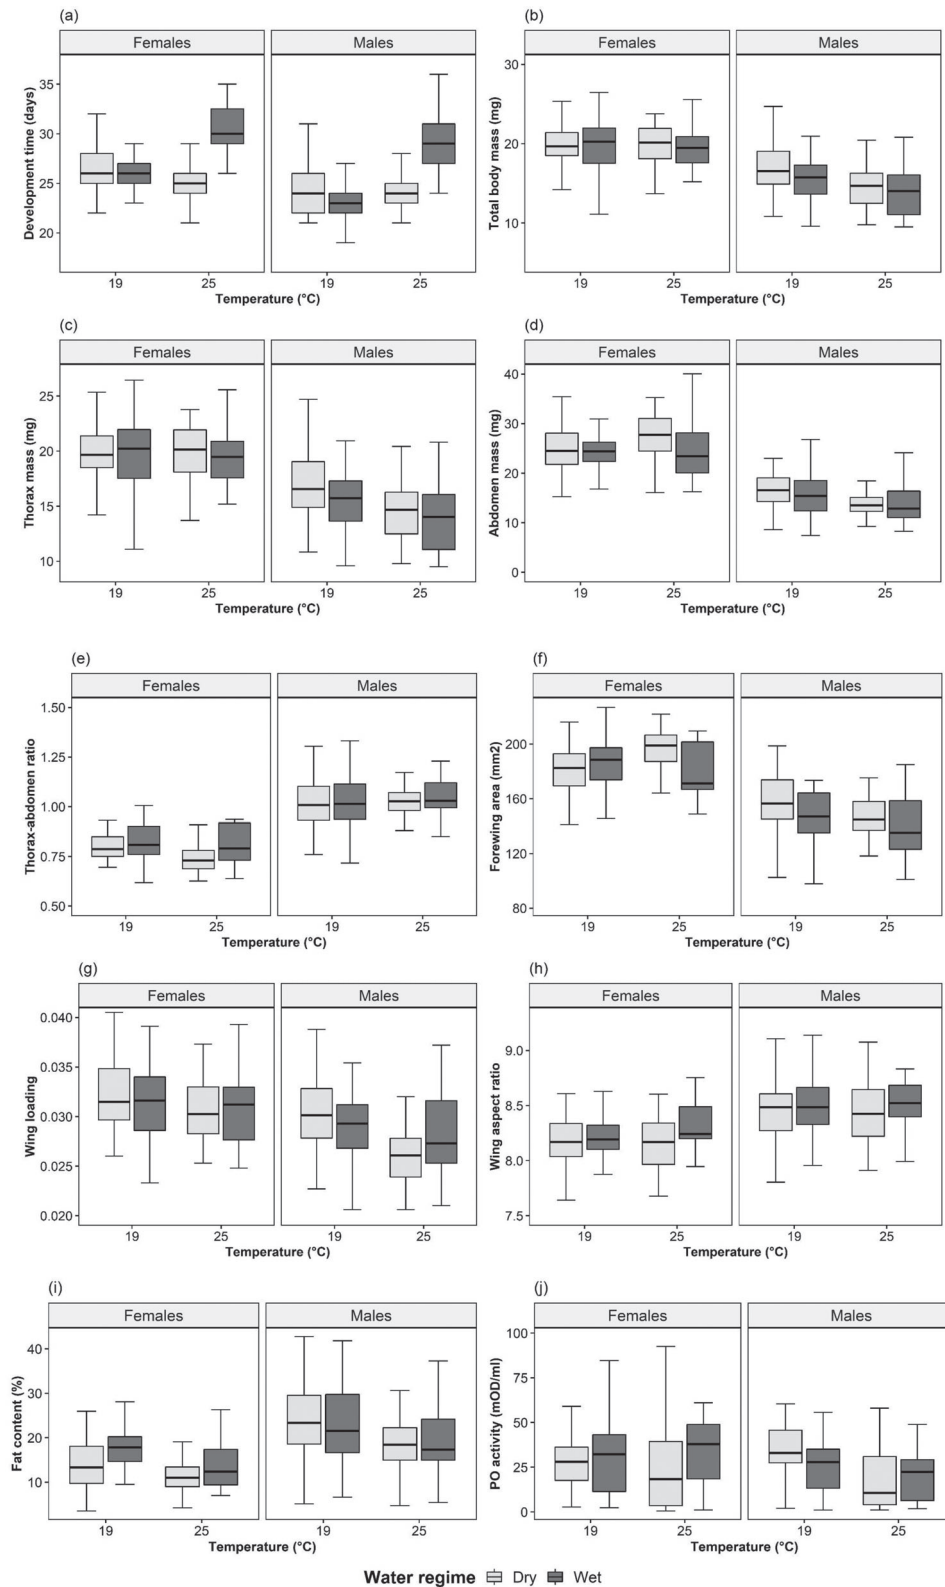 (a)
Females Males
Development time (days)
35
30
25
20
19 25 19 25
Temperature (°C)
(b)
Females Males
Total body mass (mg)
30
20
10
19 25 19 25
Temperature (°C)
(c)
Females Males
Thorax mass (mg)
25
20
15
10
19 25 19 25
Temperature (°C)
(d)
Females Males
Abdomen mass (mg)
40
30
20
10
0
19 25 19 25
Temperature (°C)
(e)
Females Males
Thorax-abdomen ratio
1.50
1.25
1.00
0.75
0.50
19 25 19 25
Temperature (°C)
(f)
Females Males
Forewing area (mm2)
200
160
120
80
19 25 19 25
Temperature (°C)
(g)
Females Males
Wing loading
0.040
0.035
0.030
0.025
0.020
19 25 19 25
Temperature (°C)
(h)
Females Males
Wing aspect ratio
9.0
8.5
8.0
7.5
19 25 19 25
Temperature (°C)
(i)
Females Males
Fat content (%)
40
30
20
10
19 25 19 25
Temperature (°C)
(j)
Females Males
PO activity (mOD/ml)
100
75
50
25
0
19 25 19 25
Temperature (°C)
Water regime Dry Wet